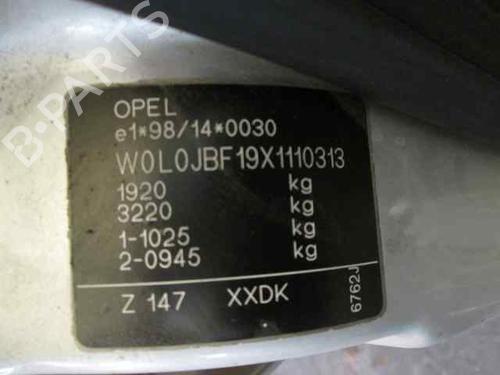 OPEL
e1*98/14*0030
W0L0JBF19X1110313
1920 kg
3220 kg
1-1025 kg
2-0945 kg
Z 147 XXDK
6762J
B-PARTS